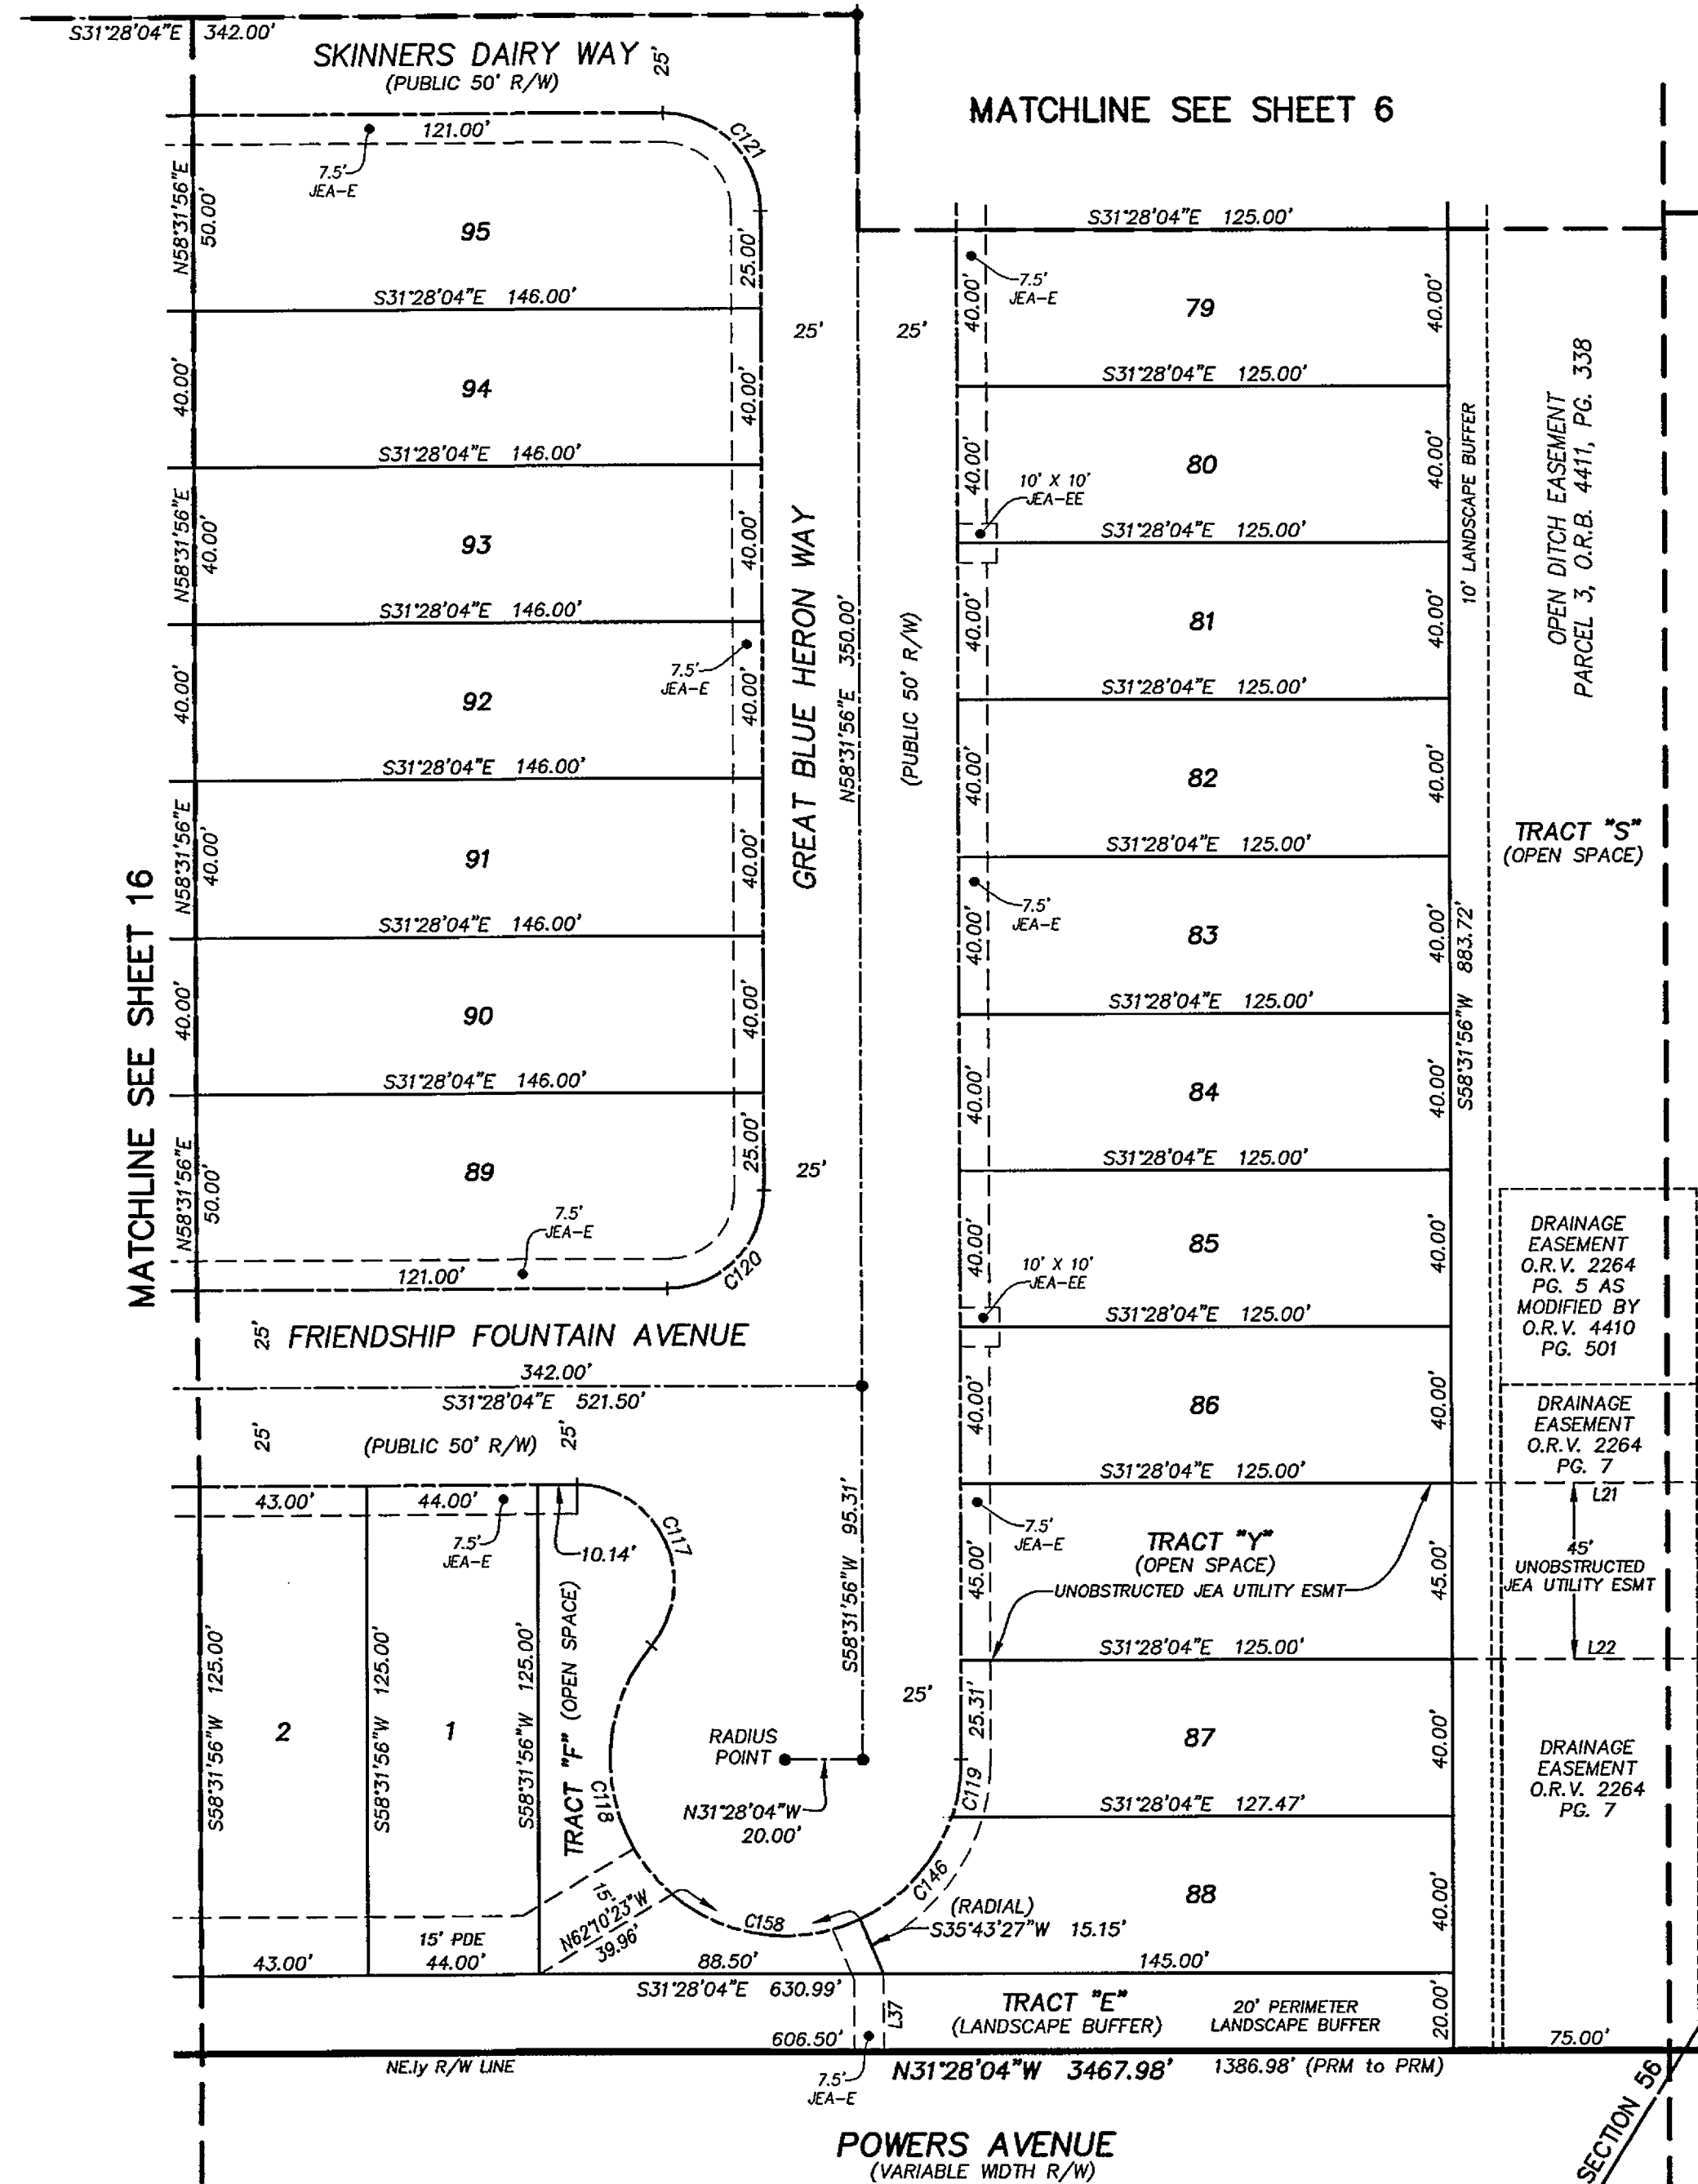 S31°28'04"E 342.00'
SKINNERS DAIRY WAY
(PUBLIC 50' R/W)
25'
MATCHLINE SEE SHEET 6
121.00'
C121
7.5'
JEA-E
N58°31'56"E
50.00'
95
25.00'
S31°28'04"E 146.00'
40.00'
94
40.00'
S31°28'04"E 146.00'
N58°31'56"E
40.00'
93
40.00'
S31°28'04"E 146.00'
7.5'
JEA-E
40.00'
92
40.00'
S31°28'04"E 146.00'
N58°31'56"E
40.00'
91
40.00'
S31°28'04"E 146.00'
40.00'
90
40.00'
S31°28'04"E 146.00'
N58°31'56"E
50.00'
89
25.00'
7.5'
JEA-E
121.00'
C120
MATCHLINE SEE SHEET 16
25'
25'
GREAT BLUE HERON WAY
N58°31'56"E 350.00'
(PUBLIC 50' R/W)
25'
S31°28'04"E 125.00'
7.5'
JEA-E
40.00'
79
40.00'
S31°28'04"E 125.00'
40.00'
80
40.00'
10' X 10'
JEA-EE
S31°28'04"E 125.00'
40.00'
81
40.00'
S31°28'04"E 125.00'
40.00'
82
40.00'
S31°28'04"E 125.00'
7.5'
JEA-E
40.00'
83
40.00'
S31°28'04"E 125.00'
40.00'
84
40.00'
S31°28'04"E 125.00'
40.00'
85
40.00'
10' X 10'
JEA-EE
S31°28'04"E 125.00'
40.00'
86
40.00'
S31°28'04"E 125.00'
10' LANDSCAPE BUFFER
S58°31'56"W 883.72'
OPEN DITCH EASEMENT
PARCEL 3, O.R.B. 4411, PG. 338
TRACT "S"
(OPEN SPACE)
DRAINAGE
EASEMENT
O.R.V. 2264
PG. 5 AS
MODIFIED BY
O.R.V. 4410
PG. 501
DRAINAGE
EASEMENT
O.R.V. 2264
PG. 7
L21
45'
UNOBSTRUCTED
JEA UTILITY ESMT
L22
DRAINAGE
EASEMENT
O.R.V. 2264
PG. 7
25'
FRIENDSHIP FOUNTAIN AVENUE
342.00'
S31°28'04"E 521.50'
25'
(PUBLIC 50' R/W)
25'
43.00'
44.00'
7.5'
JEA-E
10.14'
C117
S58°31'56"W 125.00'
2
S58°31'56"W 125.00'
1
S58°31'56"W 125.00'
TRACT "F" (OPEN SPACE)
C118
S58°31'56"W 95.31'
RADIUS
POINT
N31°28'04"W
20.00'
25'
7.5'
JEA-E
45.00'
TRACT "Y"
(OPEN SPACE)
UNOBSTRUCTED JEA UTILITY ESMT
45.00'
S31°28'04"E 125.00'
25.31'
C119
87
40.00'
S31°28'04"E 127.47'
C146
88
40.00'
(RADIAL)
S35°43'27"W 15.15'
C158
15'
N62°10'23"W
39.96'
15' PDE
43.00'
44.00'
88.50'
145.00'
S31°28'04"E 630.99'
L37
TRACT "E"
(LANDSCAPE BUFFER)
20' PERIMETER
LANDSCAPE BUFFER
20.00'
606.50'
75.00'
NE.ly R/W LINE
7.5'
JEA-E
N31°28'04"W 3467.98'
1386.98' (PRM to PRM)
POWERS AVENUE
(VARIABLE WIDTH R/W)
SECTION 56